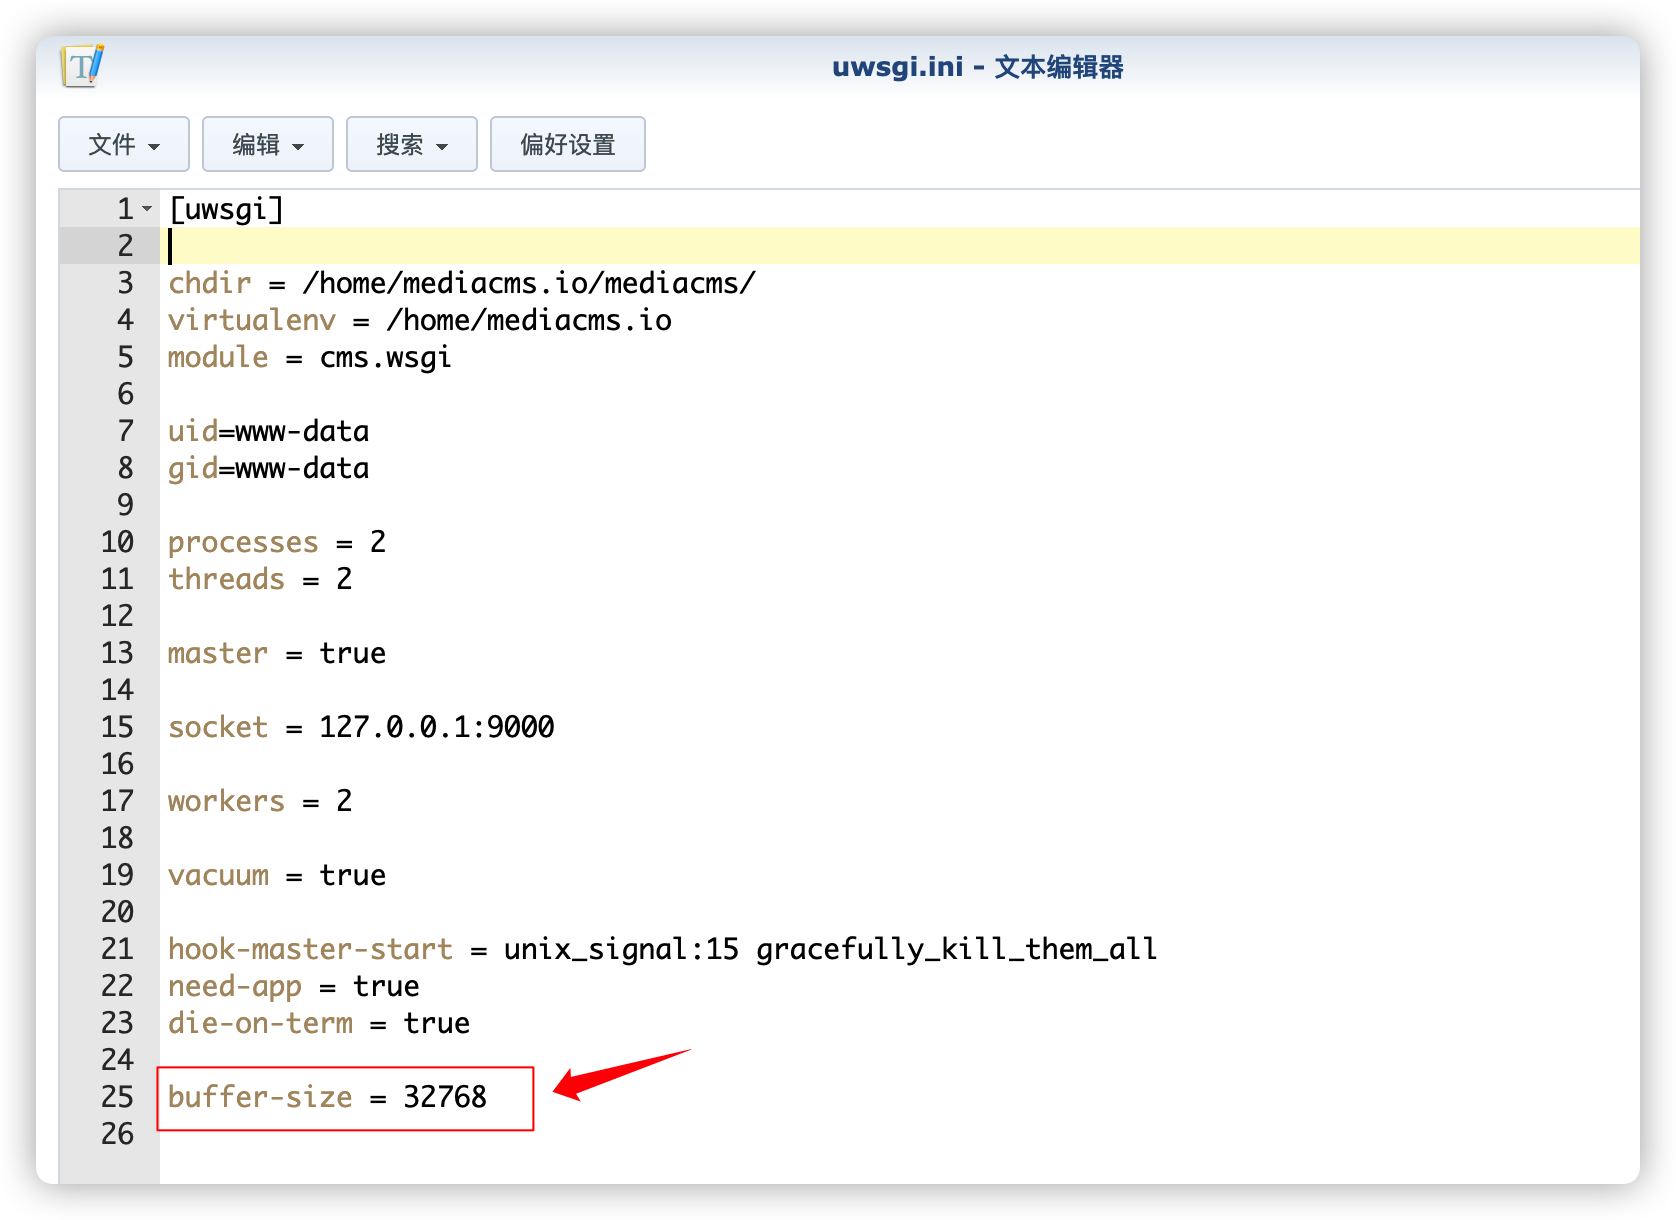 uwsgi.ini - 文本编辑器
文件 编辑 搜索 偏好设置
1 [uwsgi]
2
3 chdir = /home/mediacms.io/mediacms/
4 virtualenv = /home/mediacms.io
5 module = cms.wsgi
6
7 uid=www-data
8 gid=www-data
9
10 processes = 2
11 threads = 2
12
13 master = true
14
15 socket = 127.0.0.1:9000
16
17 workers = 2
18
19 vacuum = true
20
21 hook-master-start = unix_signal:15 gracefully_kill_them_all
22 need-app = true
23 die-on-term = true
24
25 buffer-size = 32768
26